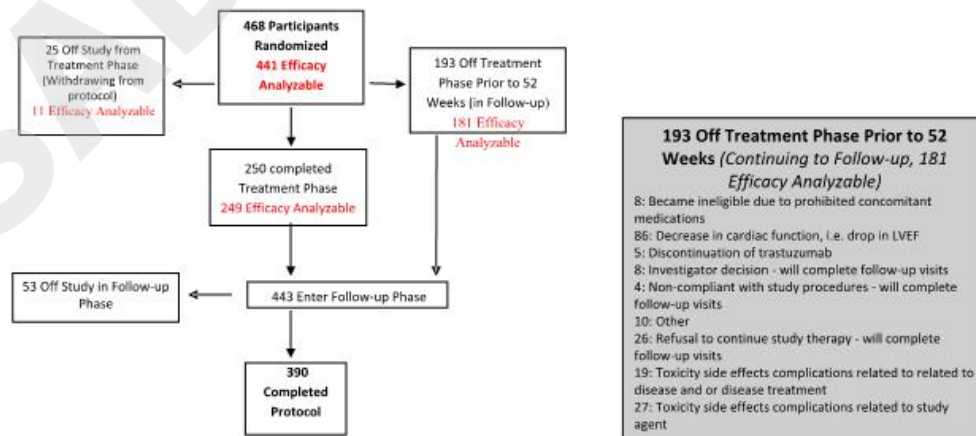 468 Participants
Randomized
441 Efficacy
Analyzable
25 Off Study from
Treatment Phase
(Withdrawing from
protocol)
11 Efficacy Analyzable
193 Off Treatment
Phase Prior to 52
Weeks (in Follow-up)
181 Efficacy
Analyzable
250 completed
Treatment Phase
249 Efficacy Analyzable
53 Off Study in Follow-up
Phase
443 Enter Follow-up Phase
390
Completed
Protocol
193 Off Treatment Phase Prior to 52
Weeks (Continuing to Follow-up, 181
Efficacy Analyzable)
8: Became ineligible due to prohibited concomitant
medications
86: Decrease in cardiac function, i.e. drop in LVEF
5: Discontinuation of trastuzumab
8: Investigator decision - will complete follow-up visits
4: Non-compliant with study procedures - will complete
follow-up visits
10: Other
26: Refusal to continue study therapy - will complete
follow-up visits
19: Toxicity side effects complications related to related to
disease and or disease treatment
27: Toxicity side effects complications related to study
agent